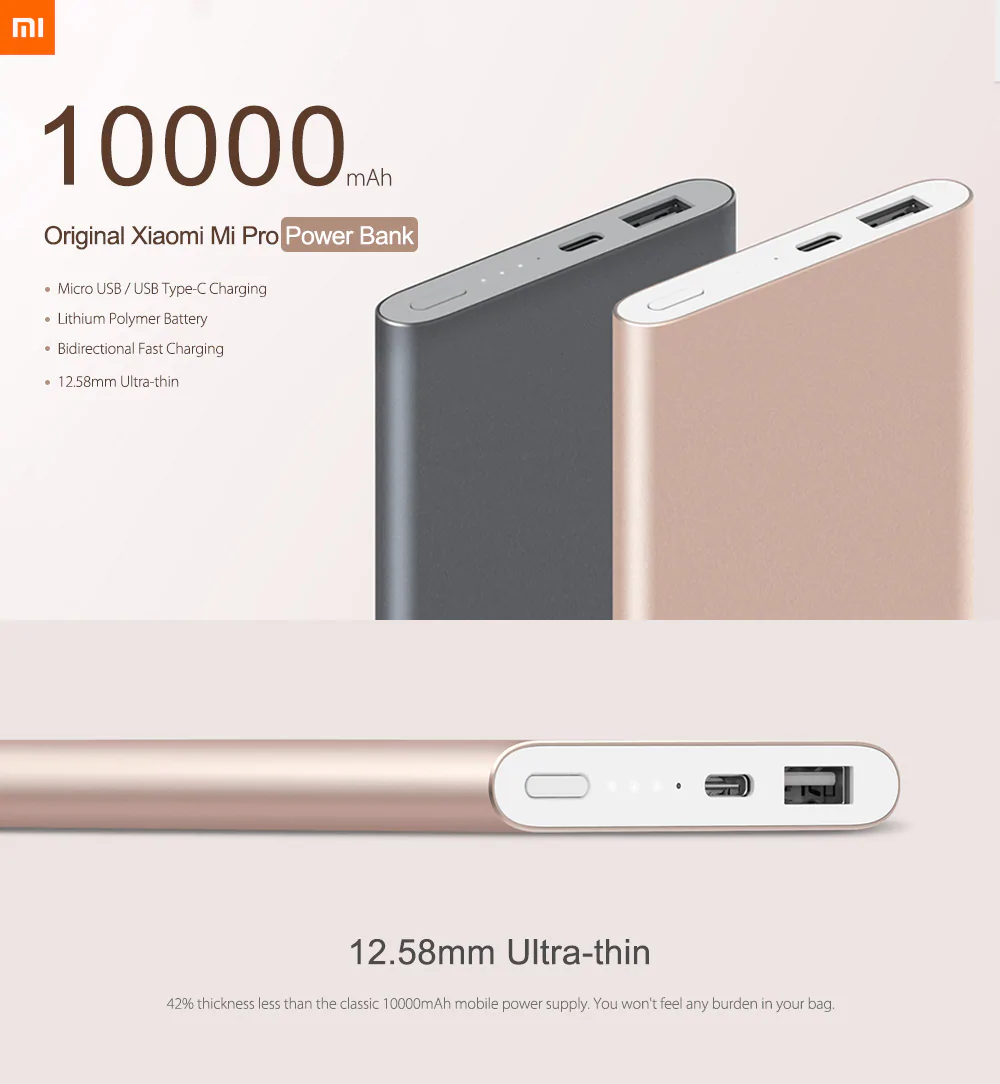 mi
10000mAh
Original Xiaomi Mi Pro Power Bank
• Micro USB / USB Type-C Charging
• Lithium Polymer Battery
• Bidirectional Fast Charging
• 12.58mm Ultra-thin
12.58mm Ultra-thin
42% thickness less than the classic 10000mAh mobile power supply. You won't feel any burden in your bag.